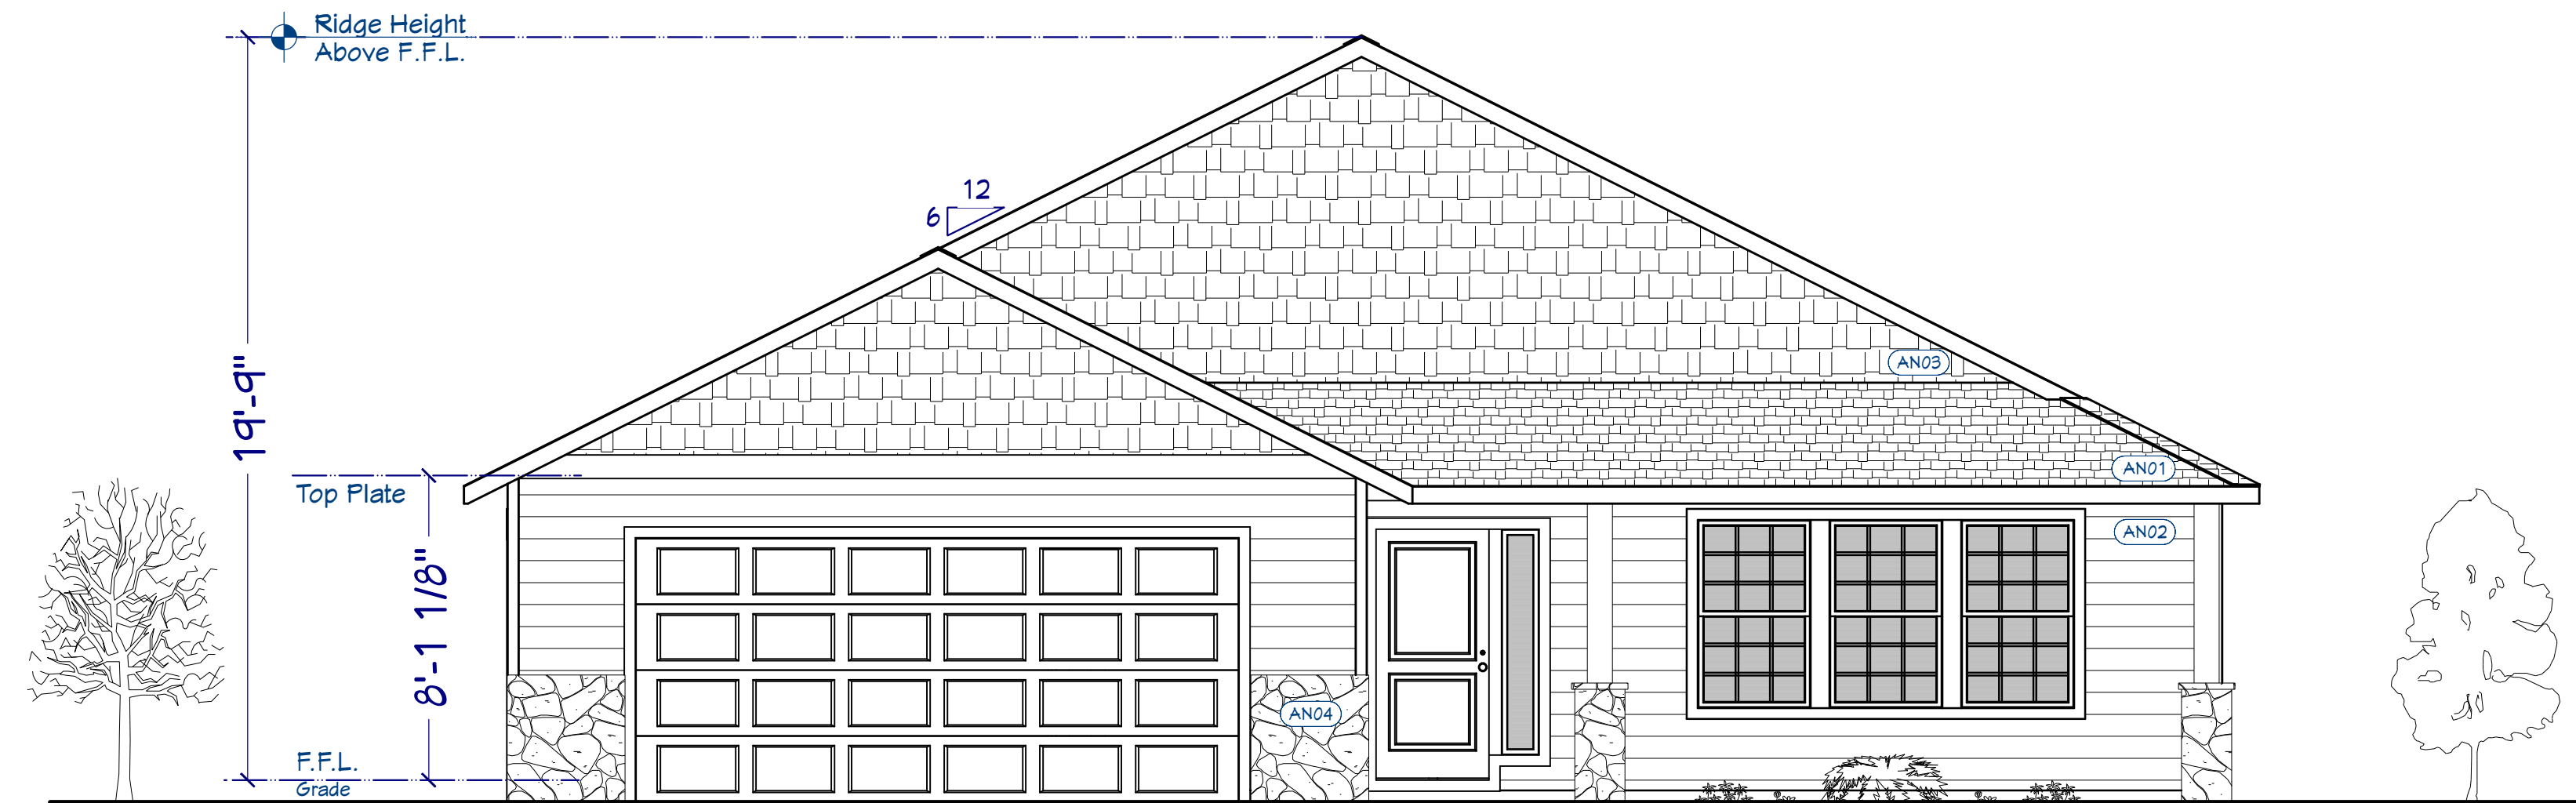 Ridge Height
Above F.F.L.
12
6
19'-9"
AN03
AN01
Top Plate
AN02
8'-1 1/8"
AN04
F.F.L.
Grade